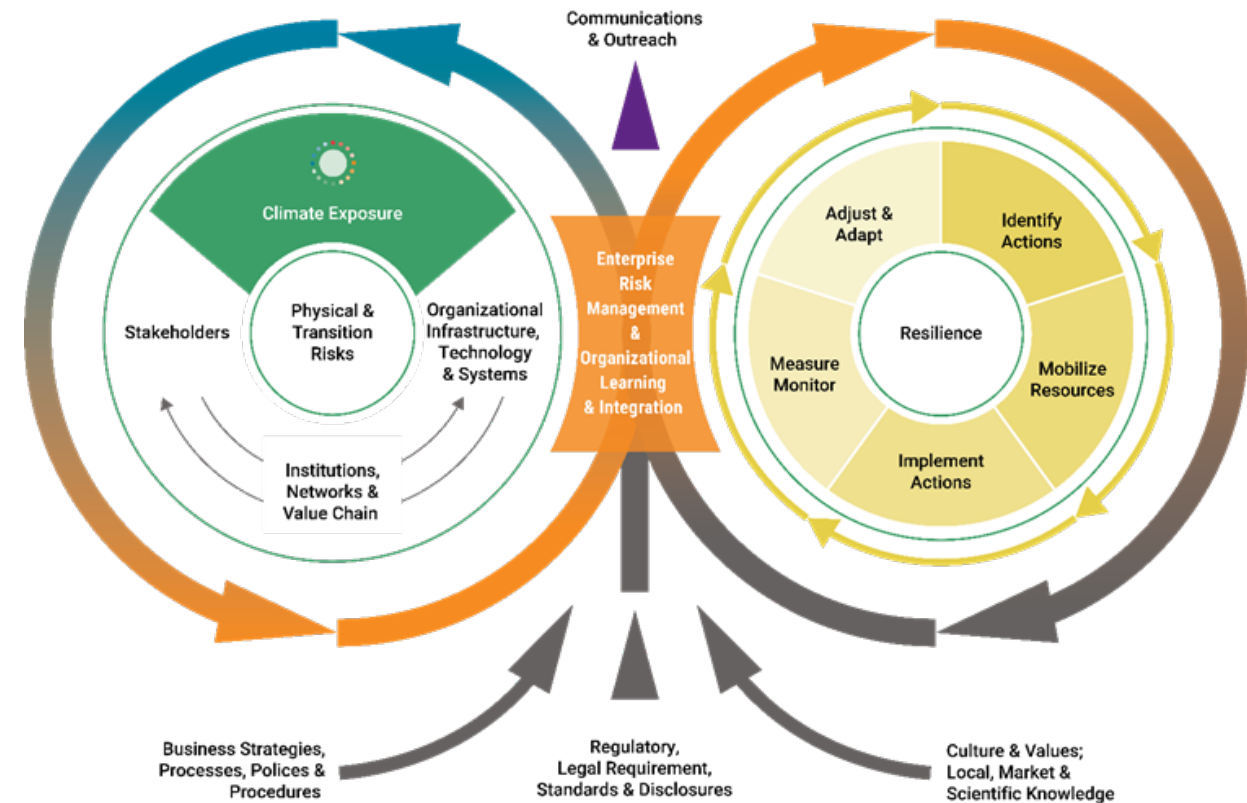 Communications
& Outreach
Climate Exposure
Stakeholders
Physical &
Transition
Risks
Organizational
Infrastructure,
Technology
& Systems
Institutions,
Networks &
Value Chain
Enterprise
Risk
Management
&
Organizational
Learning
& Integration
Adjust &
Adapt
Identify
Actions
Measure
Monitor
Resilience
Mobilize
Resources
Implement
Actions
Business Strategies,
Processes, Polices &
Procedures
Regulatory,
Legal Requirement,
Standards & Disclosures
Culture & Values;
Local, Market &
Scientific Knowledge